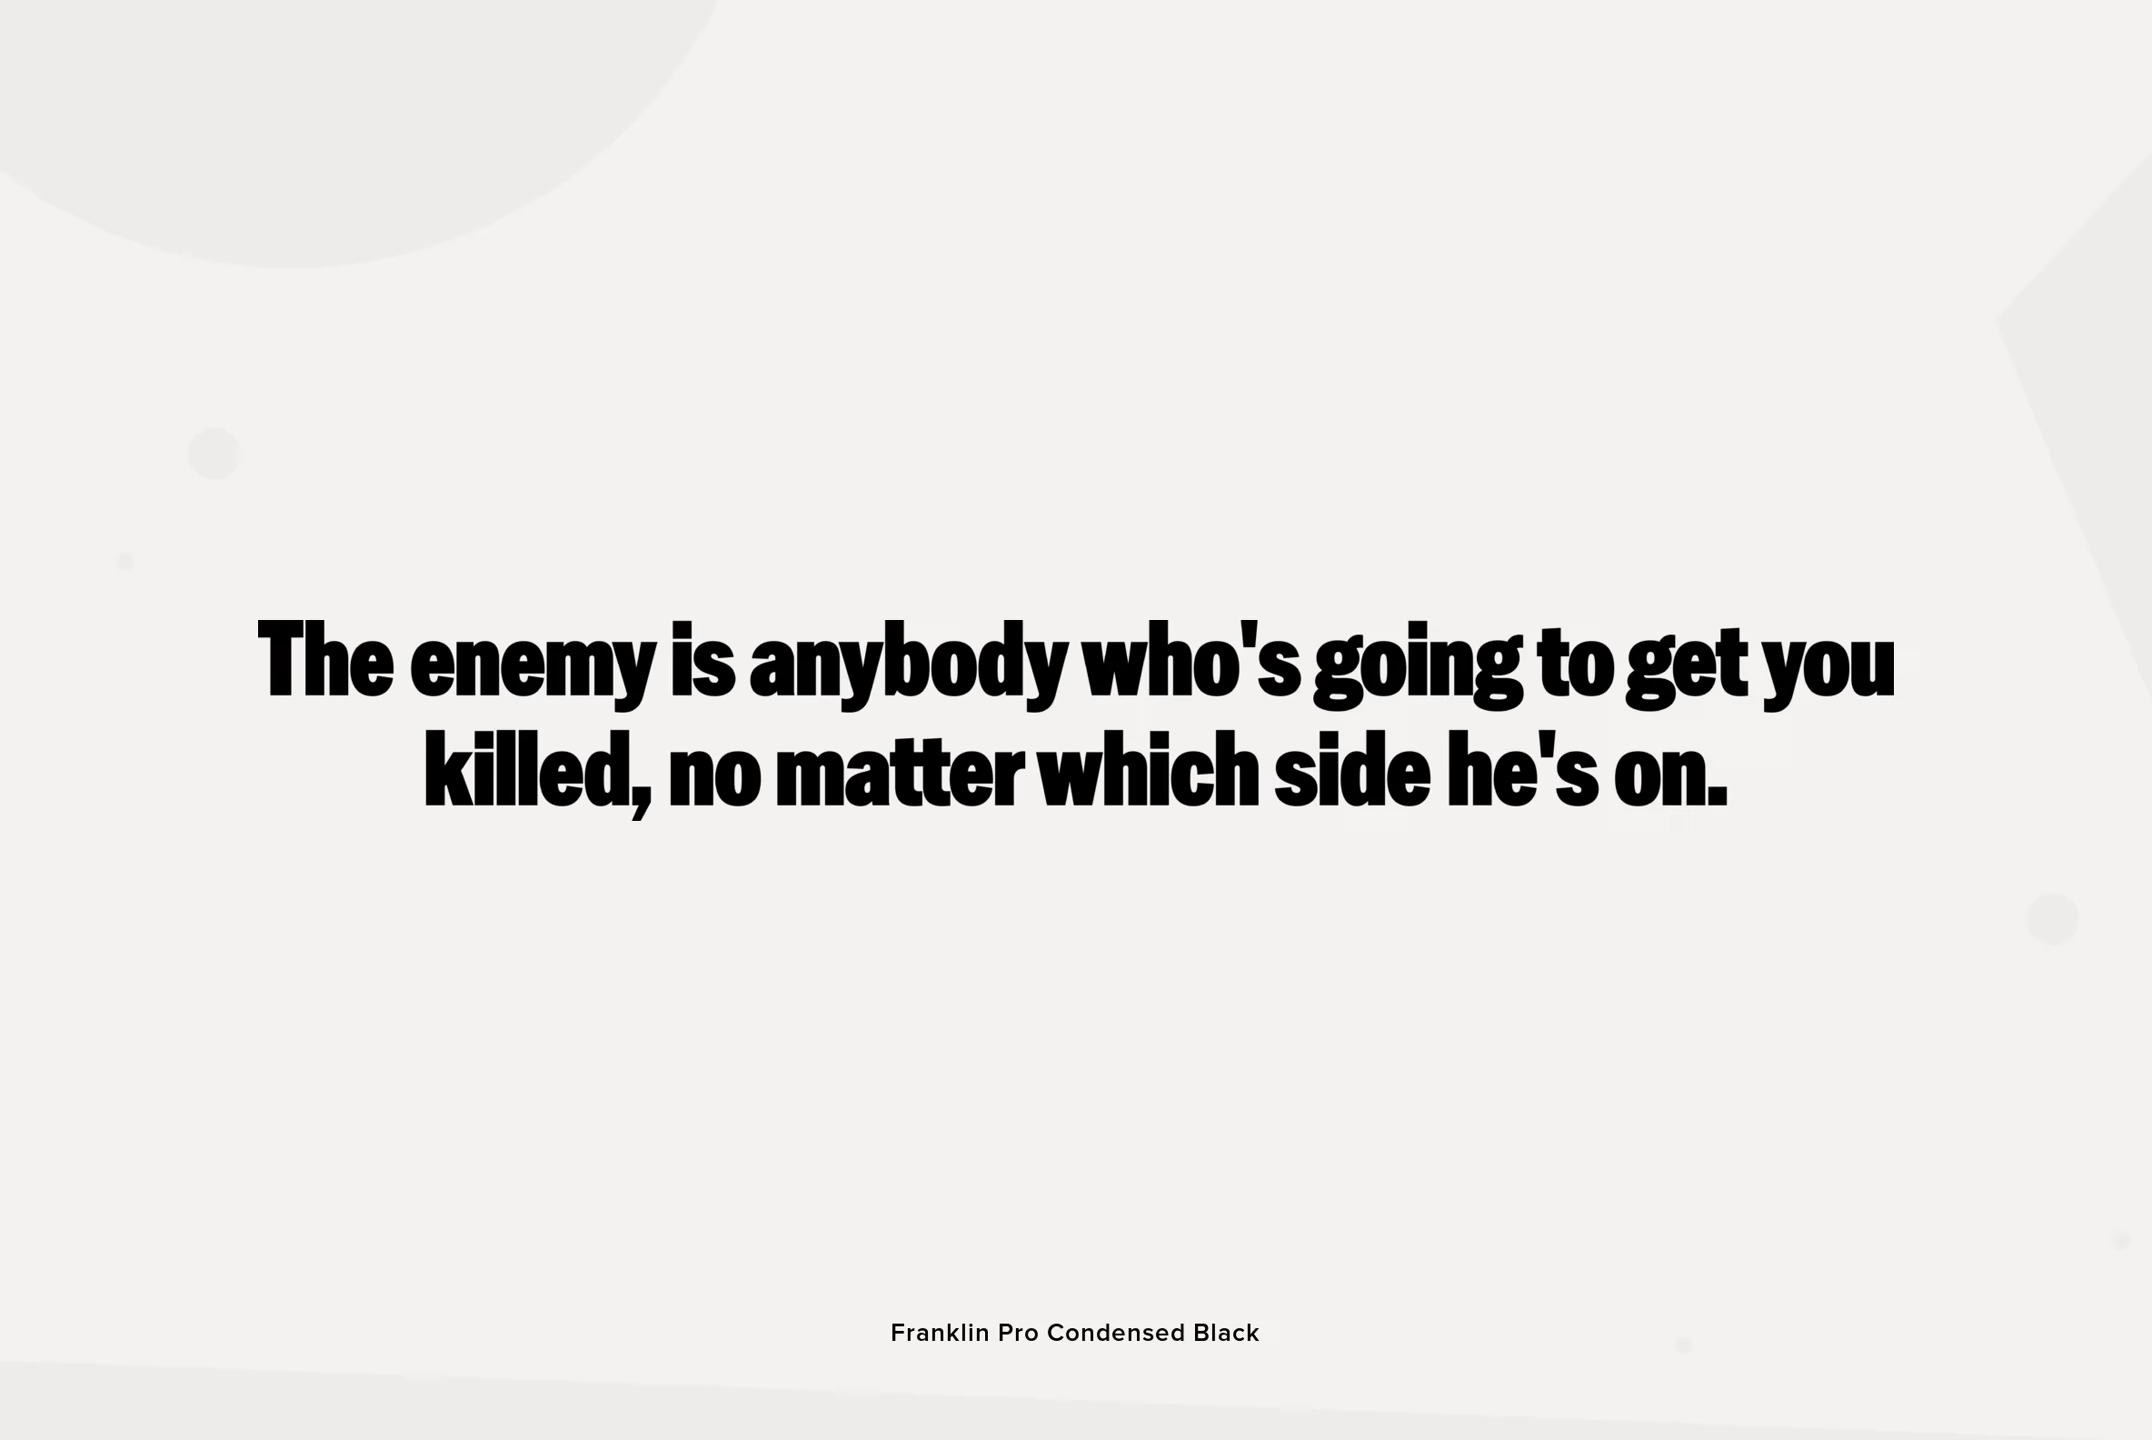 The enemy is anybody who's going to get you
killed, no matter which side he's on.
Franklin Pro Condensed Black